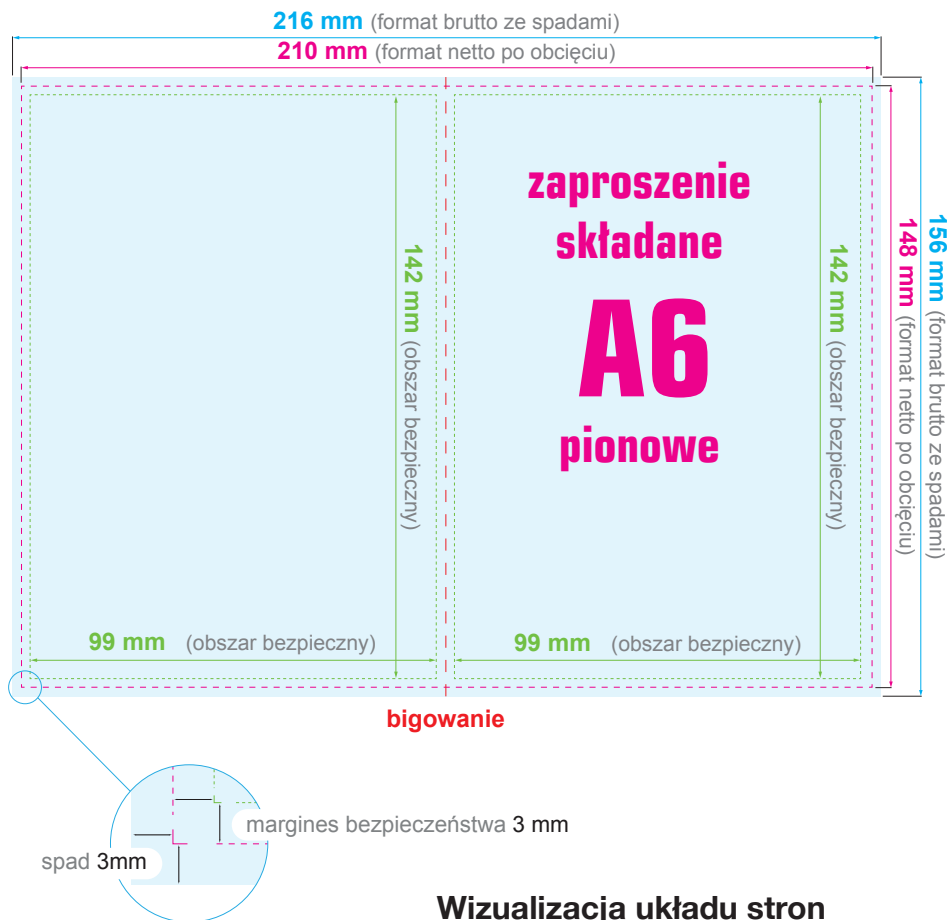 216 mm (format brutto ze spadami)
210 mm (format netto po obcięciu)
zaproszenie
składane
A6
pionowe
142 mm (obszar bezpieczny)
142 mm (obszar bezpieczny)
148 mm (format netto po obcięciu)
156 mm (format brutto ze spadami)
99 mm (obszar bezpieczny)
99 mm (obszar bezpieczny)
bigowanie
margines bezpieczeństwa 3 mm
spad 3mm
Wizualizacja układu stron